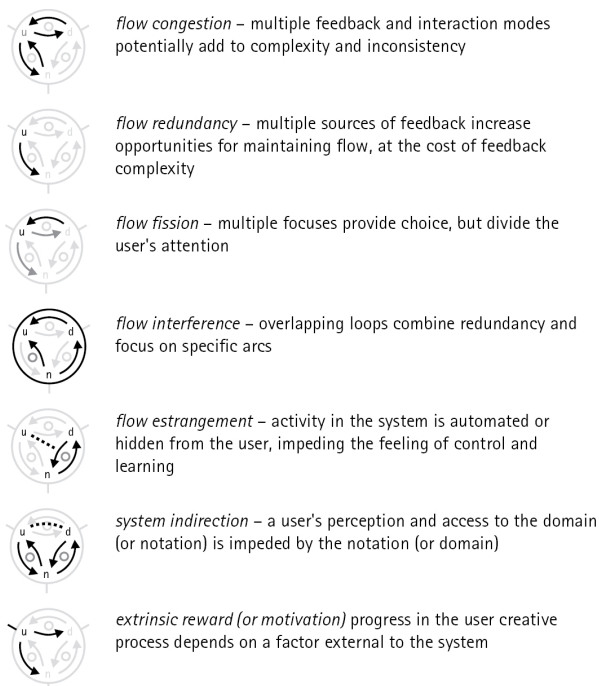 flow congestion – multiple feedback and interaction modes
potentially add to complexity and inconsistency
u d
n
flow redundancy – multiple sources of feedback increase
opportunities for maintaining flow, at the cost of feedback
complexity
u d
n
flow fission – multiple focuses provide choice, but divide the
user's attention
u d
n
flow interference – overlapping loops combine redundancy and
focus on specific arcs
u d
n
flow estrangement – activity in the system is automated or
hidden from the user, impeding the feeling of control and
learning
u d
n
system indirection – a user's perception and access to the domain
(or notation) is impeded by the notation (or domain)
u d
n
extrinsic reward (or motivation) progress in the user creative
process depends on a factor external to the system
u d
n